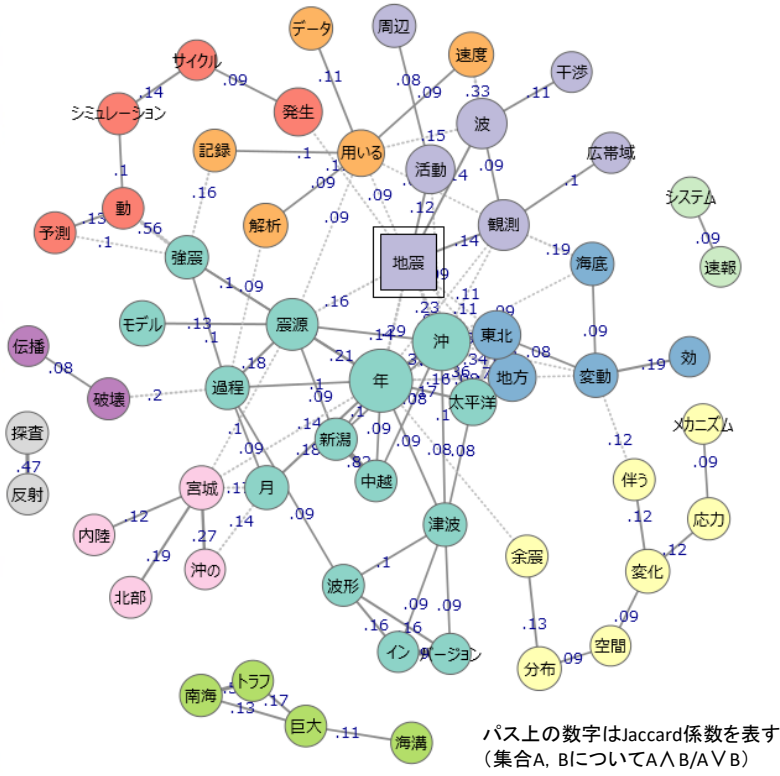 データ
周辺
サイクル
速度
干渉
.11
.08
.09
.09
.33
.11
.14
シミュレーション
発生
波
.15
記録
.1
用いる
活動
広帯域
.1
.09
.09
.1
.16
.12
システム
動
.09
解析
観測
.13
.56
.14
.19
.09
予測
.1
強震
.09
地震
海底
速報
.1
.09
.16
.11
.23
.11
モデル
.13
震源
沖
東北
.09
.1
.08
伝播
.21
.34
効
.18
年
.19
.08
過程
.1
地方
変動
破壊
.2
.09
.08
太平洋
メカニズム
探査
.1
.14
.1
.09
.1
.12
新潟
.09
.47
.09
.18
.82
.08
.08
.09
反射
宮城
月
中越
伴う
.12
.14
.09
津波
応力
内陸
.27
.12
.19
沖の
余震
.12
.1
北部
波形
変化
.09
.09
.13
.09
.16
イン
バージョン
空間
.09
分布
トラフ
南海
.17
.13
巨大
.11
海溝
パス上の数字はJaccard係数を表す
（集合A, BについてA∧B/A∨B）